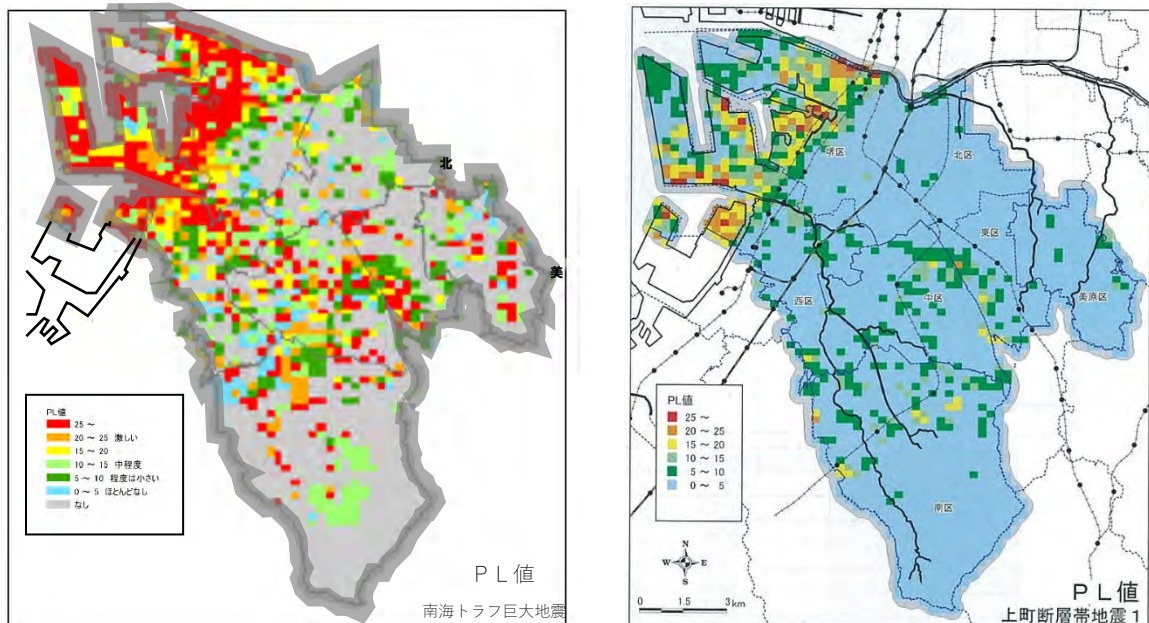 北
美
PL値
25 ～
20 ～ 25 激しい
15 ～ 20
10 ～ 15 中程度
5 ～ 10 程度は小さい
0 ～ 5 ほとんどなし
なし
ＰＬ値
南海トラフ巨大地震
堺区
北区
東区
中区
西区
美原区
南区
PL値
25 ～
20 ～ 25
15 ～ 20
10 ～ 15
5 ～ 10
0 ～ 5
N
W E
S
0 1.5 3km
ＰＬ値
上町断層帯地震１